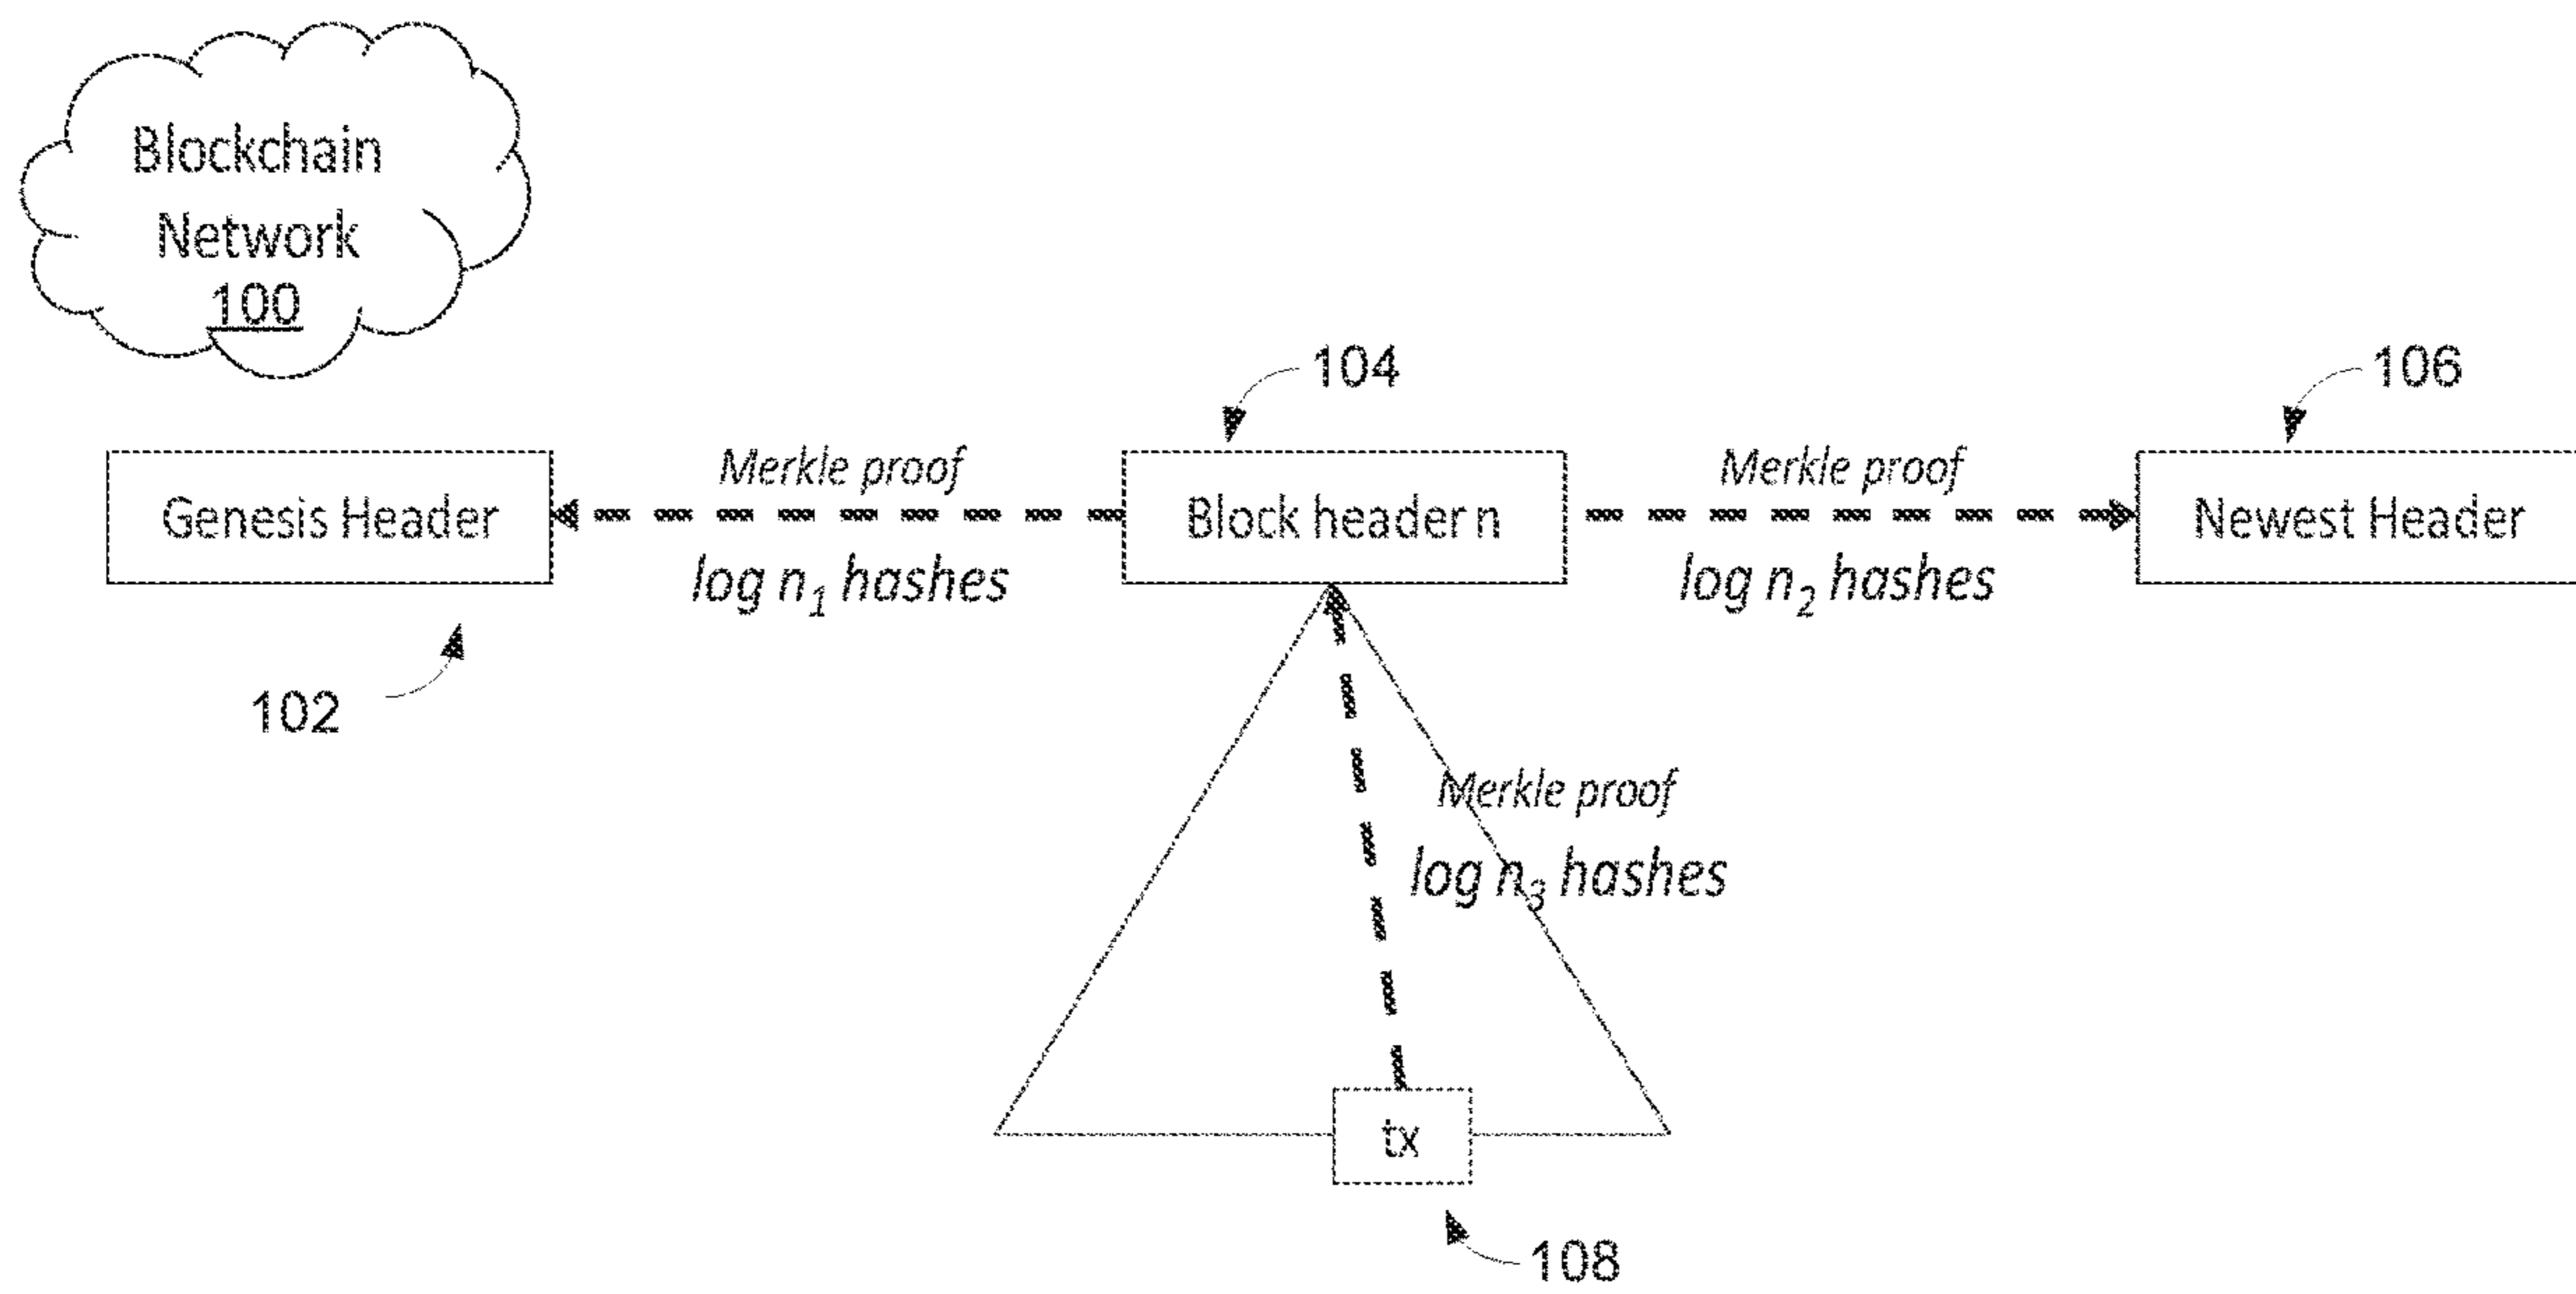 Blockchain
Network
100
104
106
Merkle proof
Merkle proof
Genesis Header
Block header n
Newest Header
log n₁ hashes
log n₂ hashes
102
Merkle proof
log n₃ hashes
tx
108